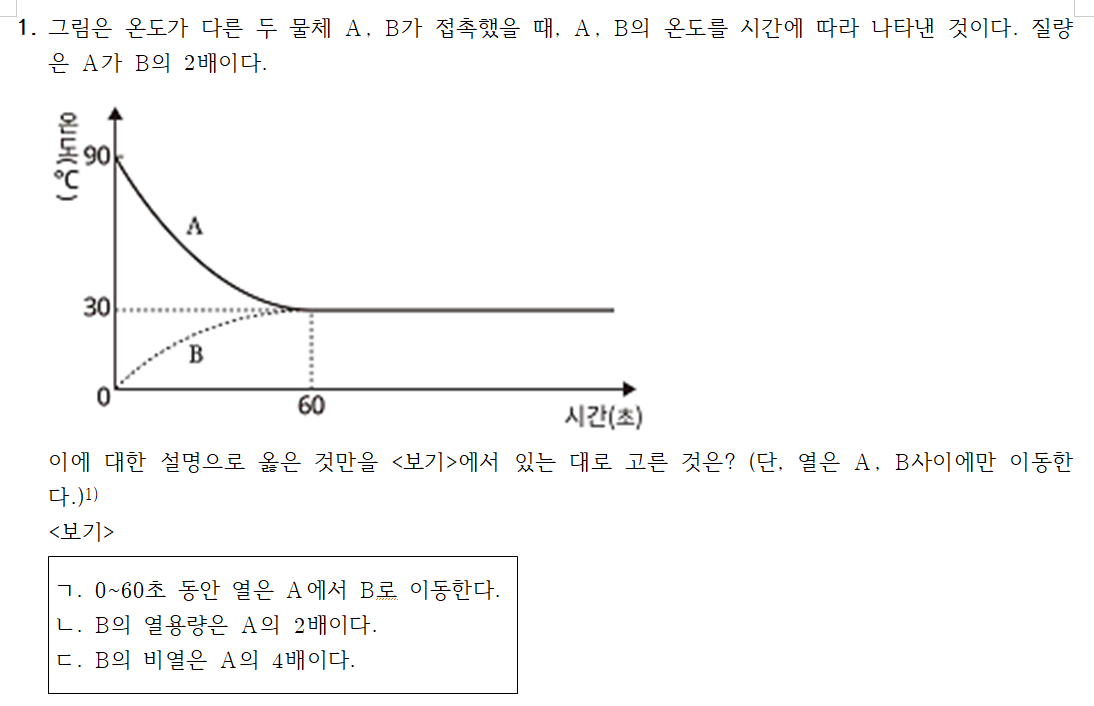 1. 그림은 온도가 다른 두 물체 A, B가 접촉했을 때, A, B의 온도를 시간에 따라 나타낸 것이다. 질량
은 A가 B의 2배이다.
온도(℃)
90
A
30
B
0
60
시간(초)
이에 대한 설명으로 옳은 것만을 <보기>에서 있는 대로 고른 것은? (단, 열은 A, B사이에만 이동한
다.)1)
<보기>
ㄱ. 0~60초 동안 열은 A에서 B로 이동한다.
ㄴ. B의 열용량은 A의 2배이다.
ㄷ. B의 비열은 A의 4배이다.